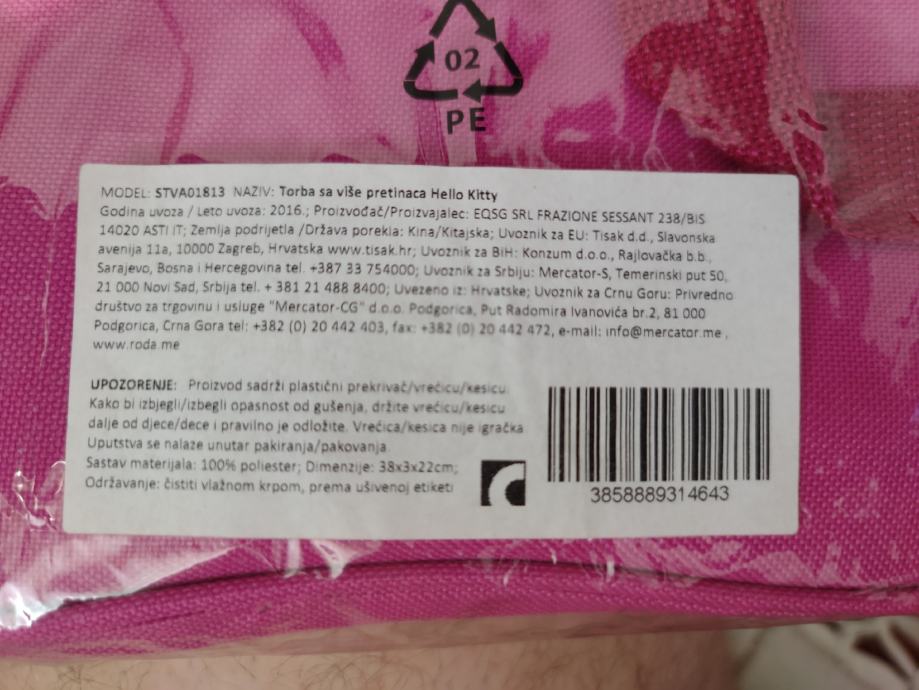 02
PE
MODEL: STVA01813 NAZIV: Torba sa više pretinaca Hello Kitty
Godina uvoza / Leto uvoza: 2016.; Proizvođač/Proizvajalec: EQSG SRL FRAZIONE SESSANT 238/BIS
14020 ASTI IT; Zemlja podrijetla /Država porekla: Kina/Kitajska; Uvoznik za EU: Tisak d.d., Slavonska
avenija 11a, 10000 Zagreb, Hrvatska www.tisak.hr; Uvoznik za BiH: Konzum d.o.o., Rajlovačka b.b.,
Sarajevo, Bosna i Hercegovina tel. +387 33 754000; Uvoznik za Srbiju: Mercator-S, Temerinski put 50,
21 000 Novi Sad, Srbija tel. + 381 21 488 8400; Uvezeno iz: Hrvatske; Uvoznik za Crnu Goru: Privredno
društvo za trgovinu i usluge "Mercator-CG" d.o.o. Podgorica, Put Radomira Ivanovića br.2, 81 000
Podgorica, Crna Gora tel: +382 (0) 20 442 403, fax: +382 (0) 20 442 472, e-mail: info@mercator.me ,
www.roda.me
UPOZORENJE: Proizvod sadrži plastični prekrivač/vrećicu/kesicu.
Kako bi izbjegli/izbegli opasnost od gušenja, držite vrećicu/kesicu
dalje od djece/dece i pravilno je odložite. Vrećica/kesica nije igračka.
Uputstva se nalaze unutar pakiranja/pakovanja.
Sastav materijala: 100% poliester; Dimenzije: 38x3x22cm;
Održavanje: čistiti vlažnom krpom, prema ušivenoj etiketi
3858889314643